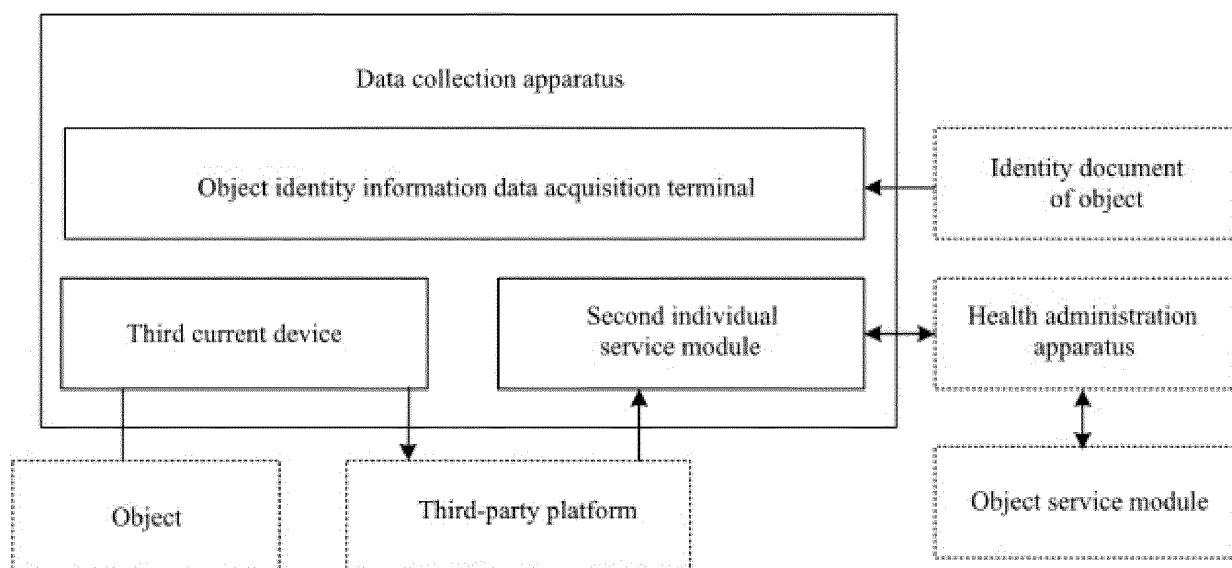 Data collection apparatus
Object identity information data acquisition terminal
Identity document
of object
Third current device
Second individual
service module
Health administration
apparatus
Object
Third-party platform
Object service module